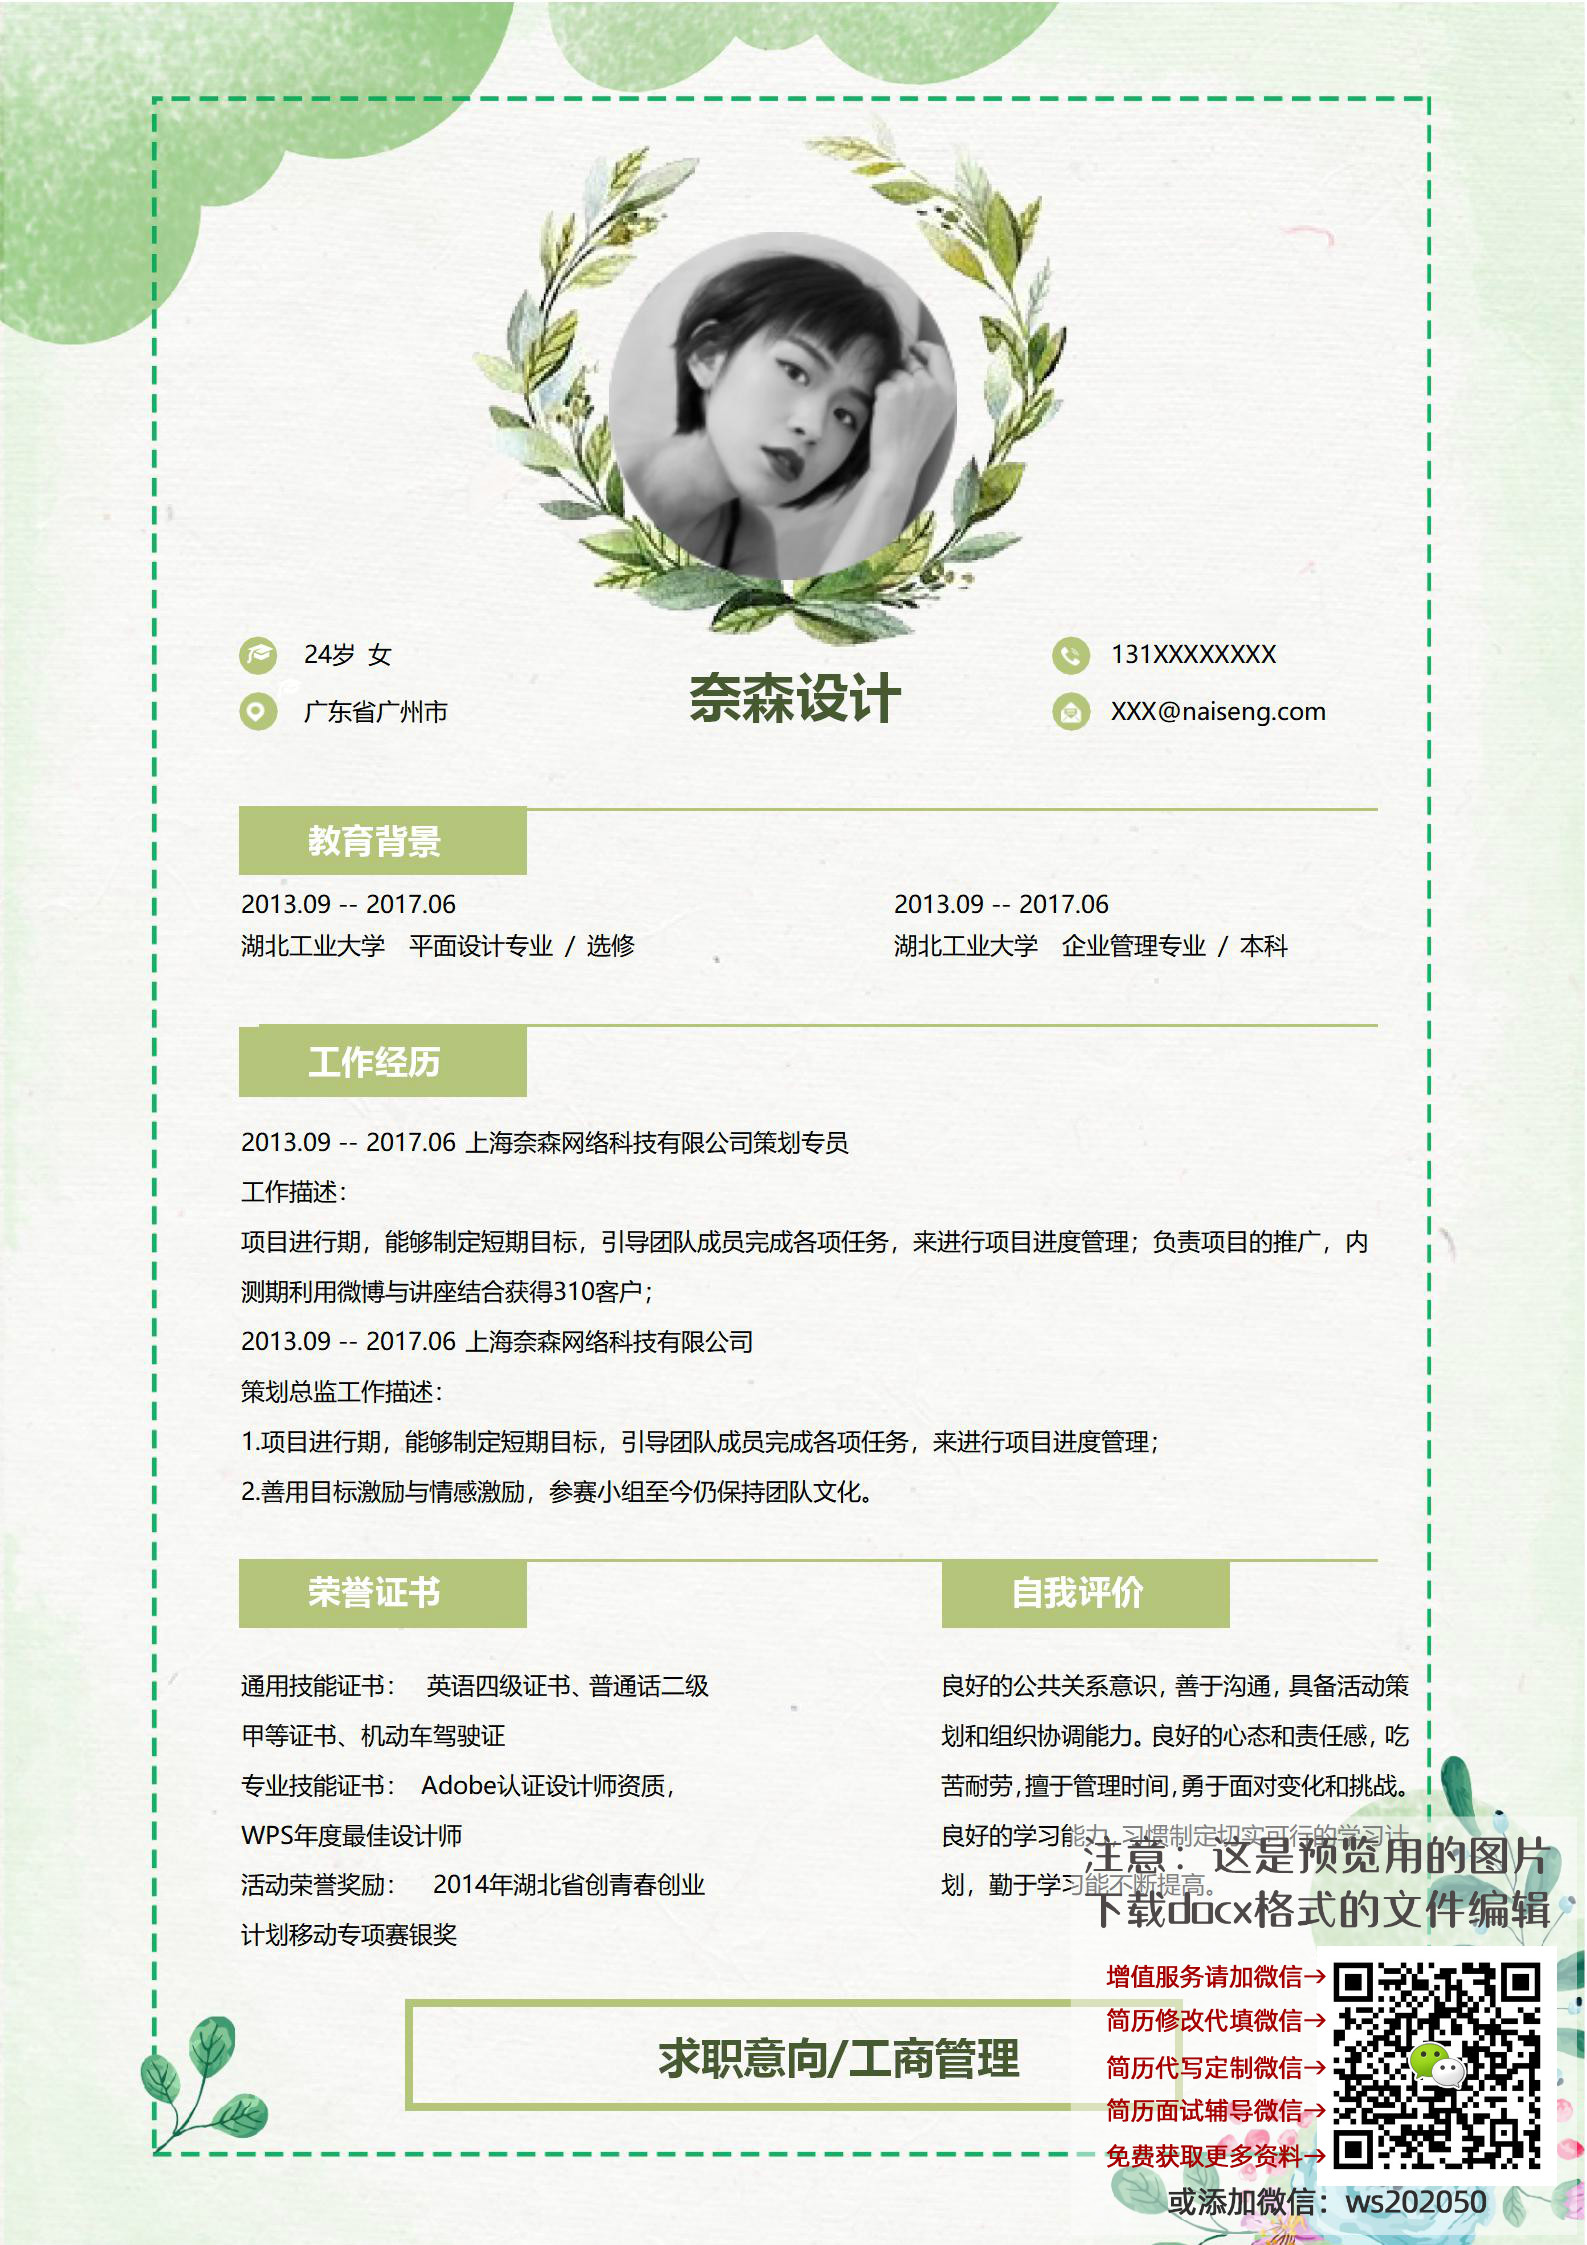 24岁 女
131XXXXXXXX
奈森设计
广东省广州市
XXX@naiseng.com
教育背景
2013.09 -- 2017.06
湖北工业大学 平面设计专业 / 选修
2013.09 -- 2017.06
湖北工业大学 企业管理专业 / 本科
工作经历
2013.09 -- 2017.06 上海奈森网络科技有限公司策划专员
工作描述：
项目进行期，能够制定短期目标，引导团队成员完成各项任务，来进行项目进度管理；负责项目的推广，内
测期利用微博与讲座结合获得310客户；
2013.09 -- 2017.06 上海奈森网络科技有限公司
策划总监工作描述：
1.项目进行期，能够制定短期目标，引导团队成员完成各项任务，来进行项目进度管理；
2.善用目标激励与情感激励，参赛小组至今仍保持团队文化。
荣誉证书
通用技能证书： 英语四级证书、普通话二级
甲等证书、机动车驾驶证
专业技能证书： Adobe认证设计师资质，
WPS年度最佳设计师
活动荣誉奖励： 2014年湖北省创青春创业
计划移动专项赛银奖
自我评价
良好的公共关系意识，善于沟通，具备活动策
划和组织协调能力。良好的心态和责任感，吃
苦耐劳，擅于管理时间，勇于面对变化和挑战。
良好的学习能力，习惯制定切实可行的学习计
划，勤于学习能不断提高。
注意：这是预览用的图片
下载docx格式的文件编辑
增值服务请加微信→
简历修改代填微信→
简历代写定制微信→
简历面试辅导微信→
免费获取更多资料→
或添加微信：ws202050
求职意向/工商管理